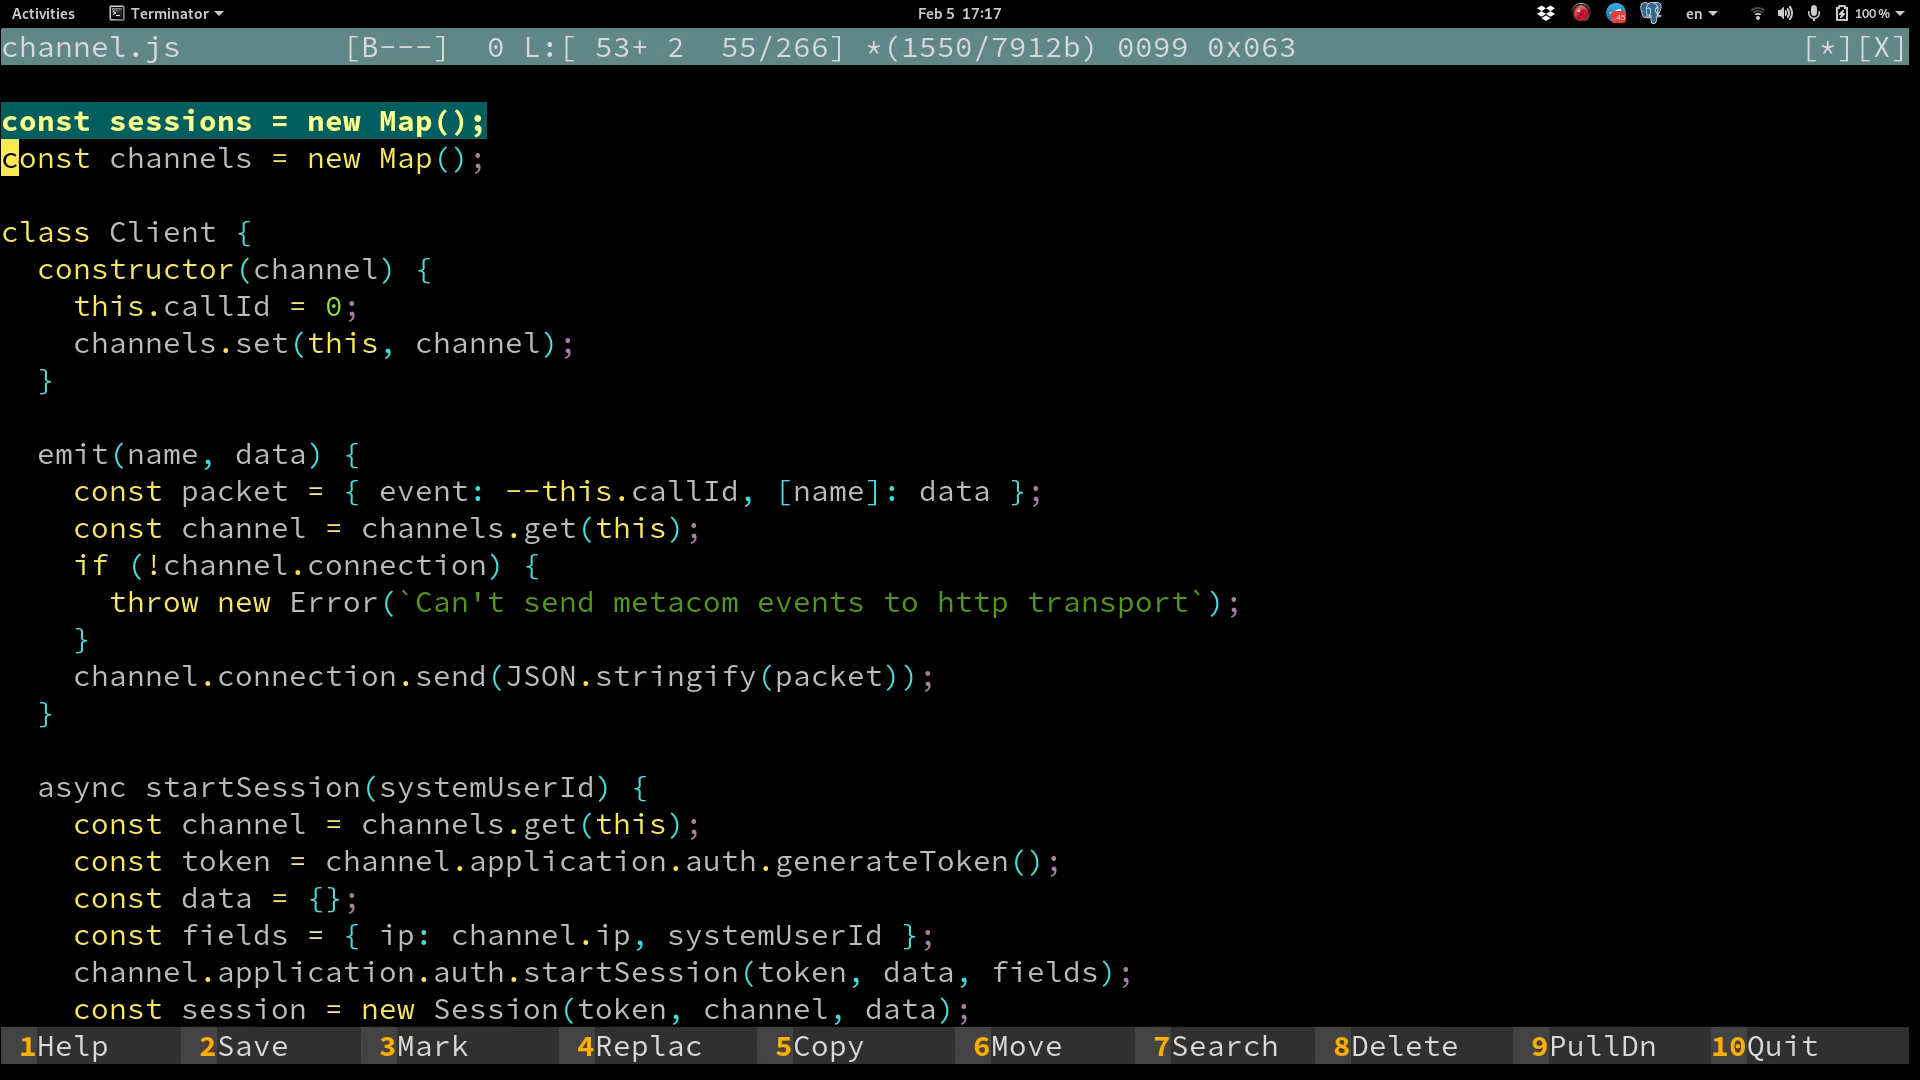 Activities Terminator Feb 5 17:17 en 100 %
channel.js [B---] 0 L:[ 53+ 2 55/266] *(1550/7912b) 0099 0x063 [*][X]
const sessions = new Map();
const channels = new Map();
class Client {
constructor(channel) {
this.callId = 0;
channels.set(this, channel);
}
emit(name, data) {
const packet = { event: --this.callId, [name]: data };
const channel = channels.get(this);
if (!channel.connection) {
throw new Error(`Can't send metacom events to http transport`);
}
channel.connection.send(JSON.stringify(packet));
}
async startSession(systemUserId) {
const channel = channels.get(this);
const token = channel.application.auth.generateToken();
const data = {};
const fields = { ip: channel.ip, systemUserId };
channel.application.auth.startSession(token, data, fields);
const session = new Session(token, channel, data);
1Help 2Save 3Mark 4Replac 5Copy 6Move 7Search 8Delete 9PullDn 10Quit